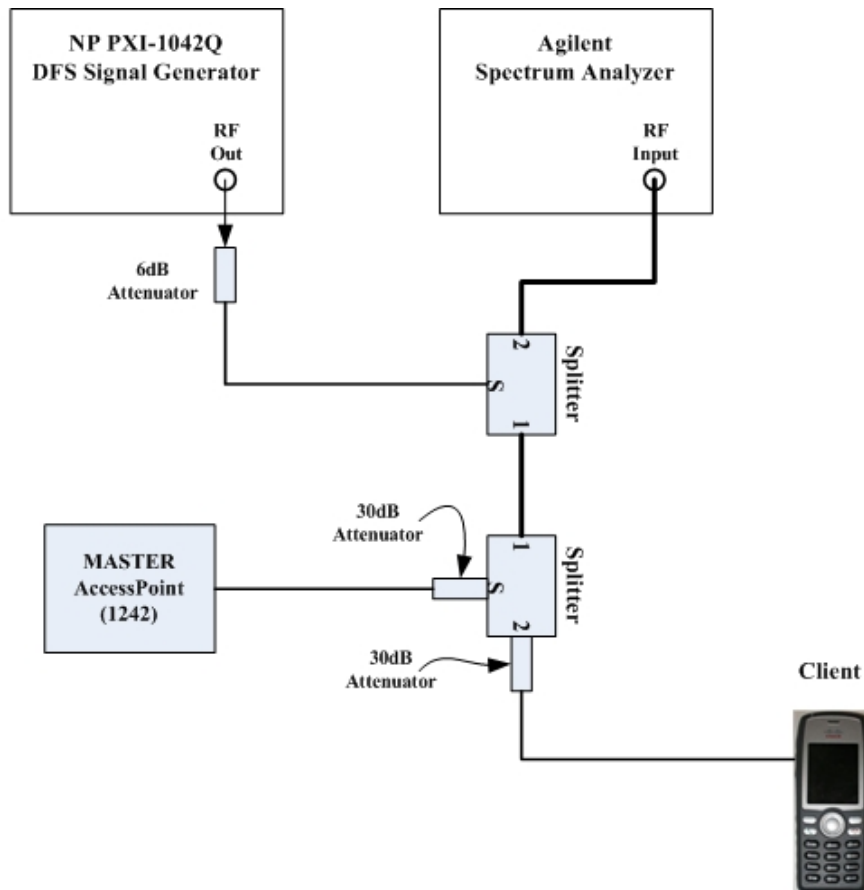 NP PXI-1042Q
DFS Signal Generator
RF
Out
Agilent
Spectrum Analyzer
RF
Input
6dB
Attenuator
2
S
1
Splitter
30dB
Attenuator
MASTER
AccessPoint
(1242)
1
S
2
Splitter
30dB
Attenuator
Client